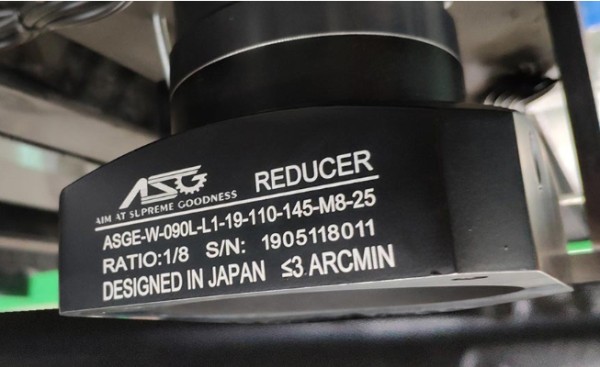 ASG REDUCER
AIM AT SUPREME GOODNESS
ASGE-W-090L-L1-19-110-145-M8-25
RATIO:1/8 S/N: 1905118011
DESIGNED IN JAPAN ≤3 ARCMIN